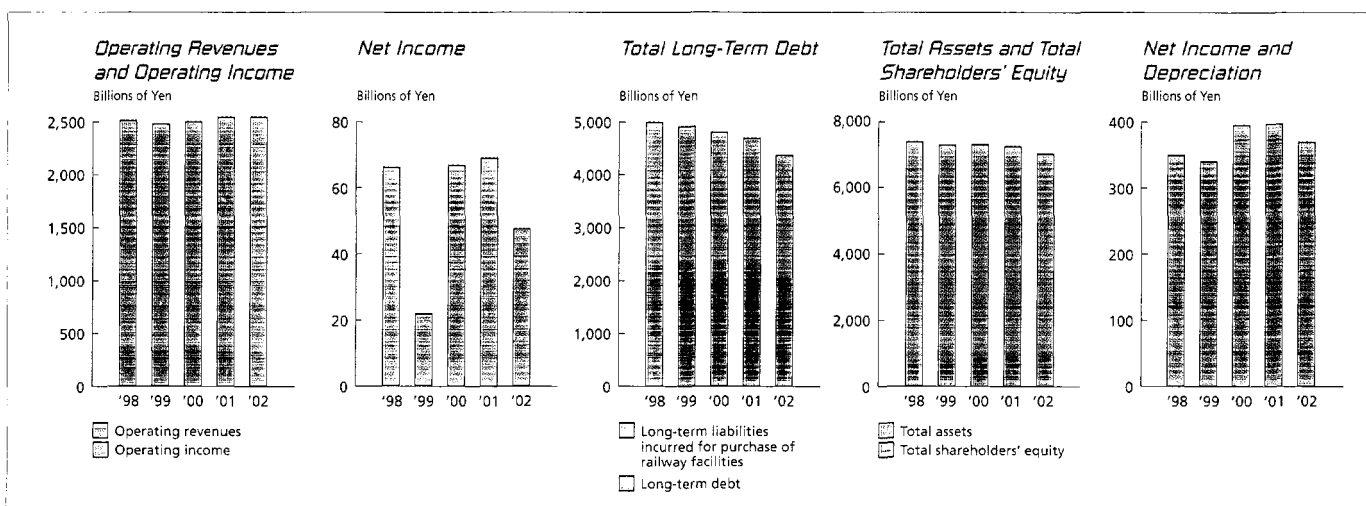 Operating Revenues
and Operating Income
Billions of Yen
2,500
2,000
1,500
1,000
500
0
'98 '99 '00 '01 '02
Operating revenues
Operating income
Net Income
Billions of Yen
80
60
40
20
0
'98 '99 '00 '01 '02
Total Long-Term Debt
Billions of Yen
5,000
4,000
3,000
2,000
1,000
0
'98 '99 '00 '01 '02
Long-term liabilities
incurred for purchase of
railway facilities
Long-term debt
Total Assets and Total
Shareholders' Equity
Billions of Yen
8,000
6,000
4,000
2,000
0
'98 '99 '00 '01 '02
Total assets
Total shareholders' equity
Net Income and
Depreciation
Billions of Yen
400
300
200
100
0
'98 '99 '00 '01 '02